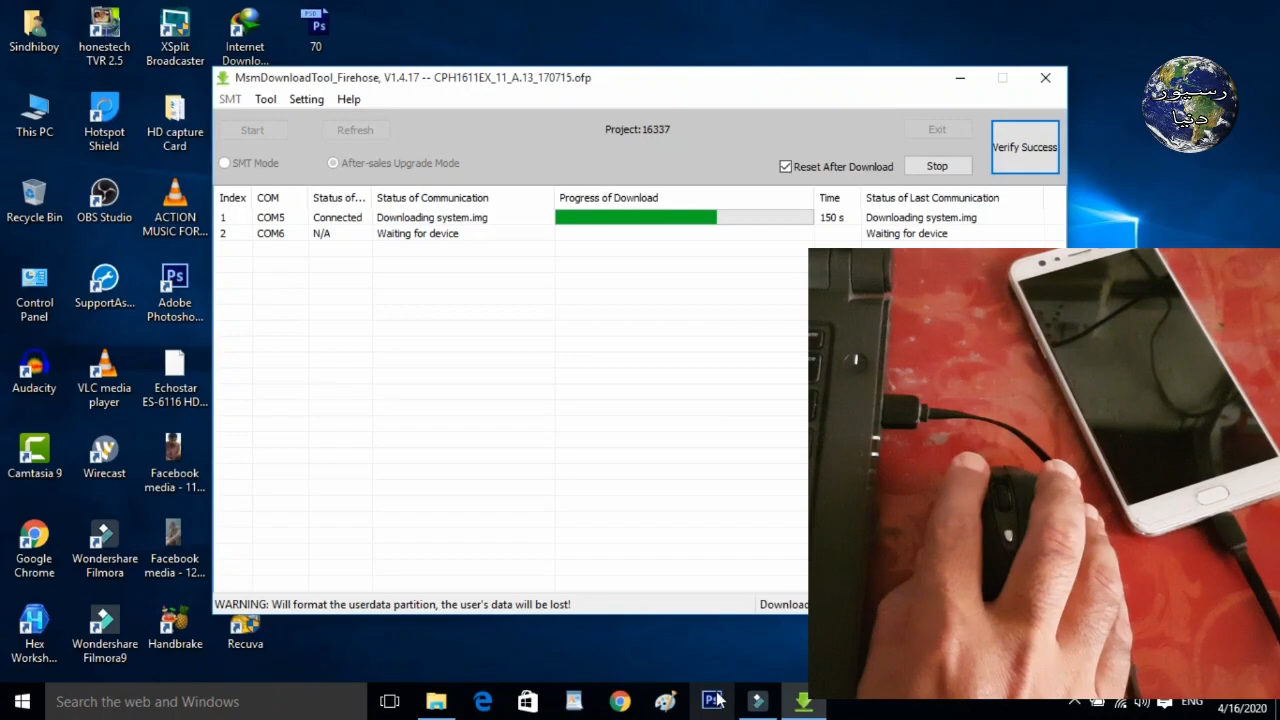 Sindhiboy
honestech
TVR 2.5
XSplit
Broadcaster
Internet
Downlo...
PSD
Ps
70
This PC
Hotspot
Shield
HD capture
Card
Recycle Bin
OBS Studio
ACTION
MUSIC FOR...
Control
Panel
SupportAs...
Ps
Adobe
Photosho...
Audacity
VLC media
player
Echostar
ES-6116 HD...
Camtasia 9
Wirecast
Facebook
media - 11...
Google
Chrome
Wondershare
Filmora
Facebook
media - 12...
Hex
Worksh...
Wondershare
Filmora9
Handbrake
Recuva
MsmDownloadTool_Firehose, V1.4.17 -- CPH1611EX_11_A.13_170715.ofp
SMT Tool Setting Help
Start Refresh Project:16337 Exit
Verify Success
SMT Mode After-sales Upgrade Mode Reset After Download Stop
Index COM Status of... Status of Communication Progress of Download Time Status of Last Communication
1 COM5 Connected Downloading system.img 150 s Downloading system.img
2 COM6 N/A Waiting for device Waiting for device
WARNING: Will format the userdata partition, the user's data will be lost! Download
رسیور
دنیا
Search the web and Windows
Ps
ENG
4/16/2020